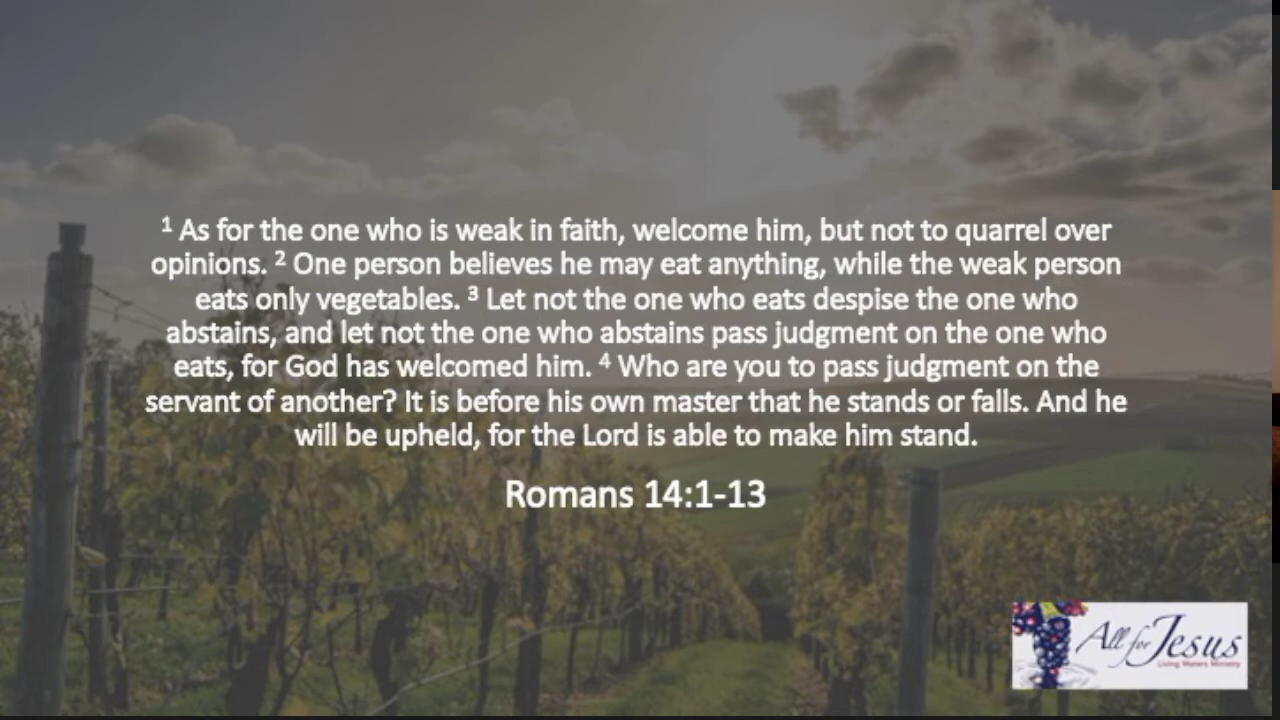 ¹ As for the one who is weak in faith, welcome him, but not to quarrel over
opinions. ² One person believes he may eat anything, while the weak person
eats only vegetables. ³ Let not the one who eats despise the one who
abstains, and let not the one who abstains pass judgment on the one who
eats, for God has welcomed him. ⁴ Who are you to pass judgment on the
servant of another? It is before his own master that he stands or falls. And he
will be upheld, for the Lord is able to make him stand.
Romans 14:1-13
All for Jesus
Living Waters Ministry